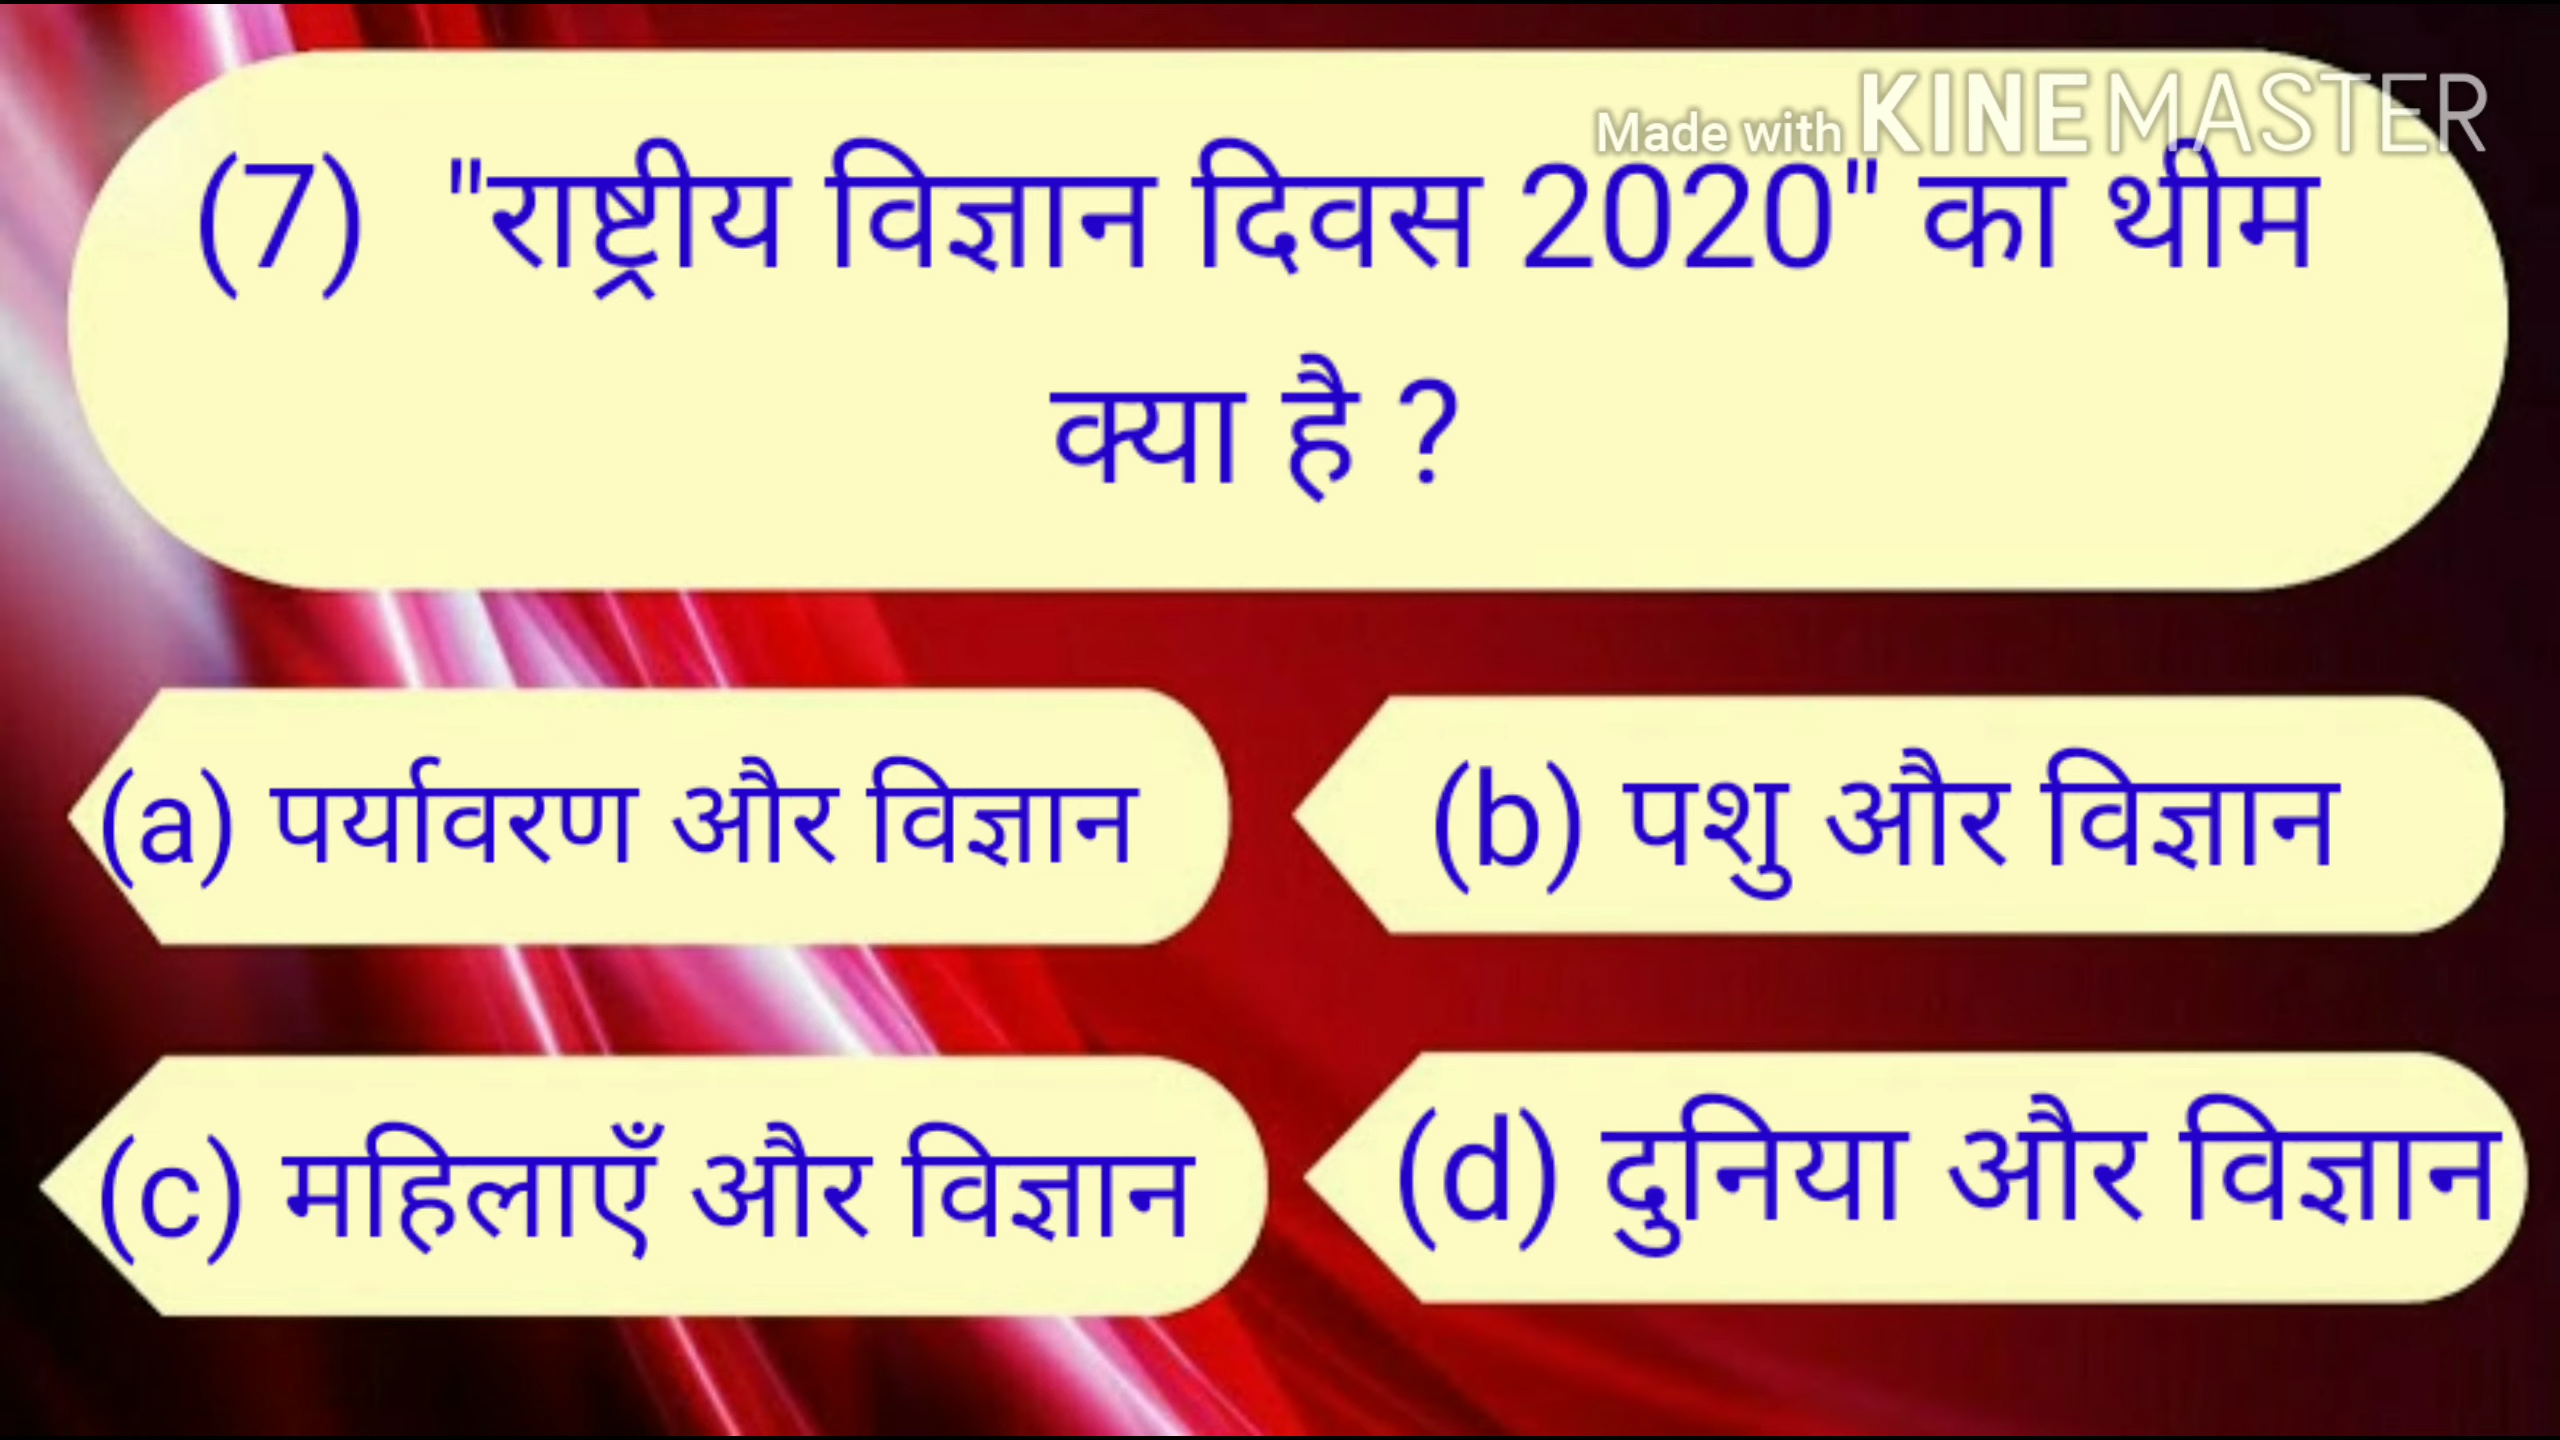 Made with KINEMASTER
(7) "राष्ट्रीय विज्ञान दिवस 2020" का थीम
क्या है ?
(a) पर्यावरण और विज्ञान
(b) पशु और विज्ञान
(c) महिलाएँ और विज्ञान
(d) दुनिया और विज्ञान